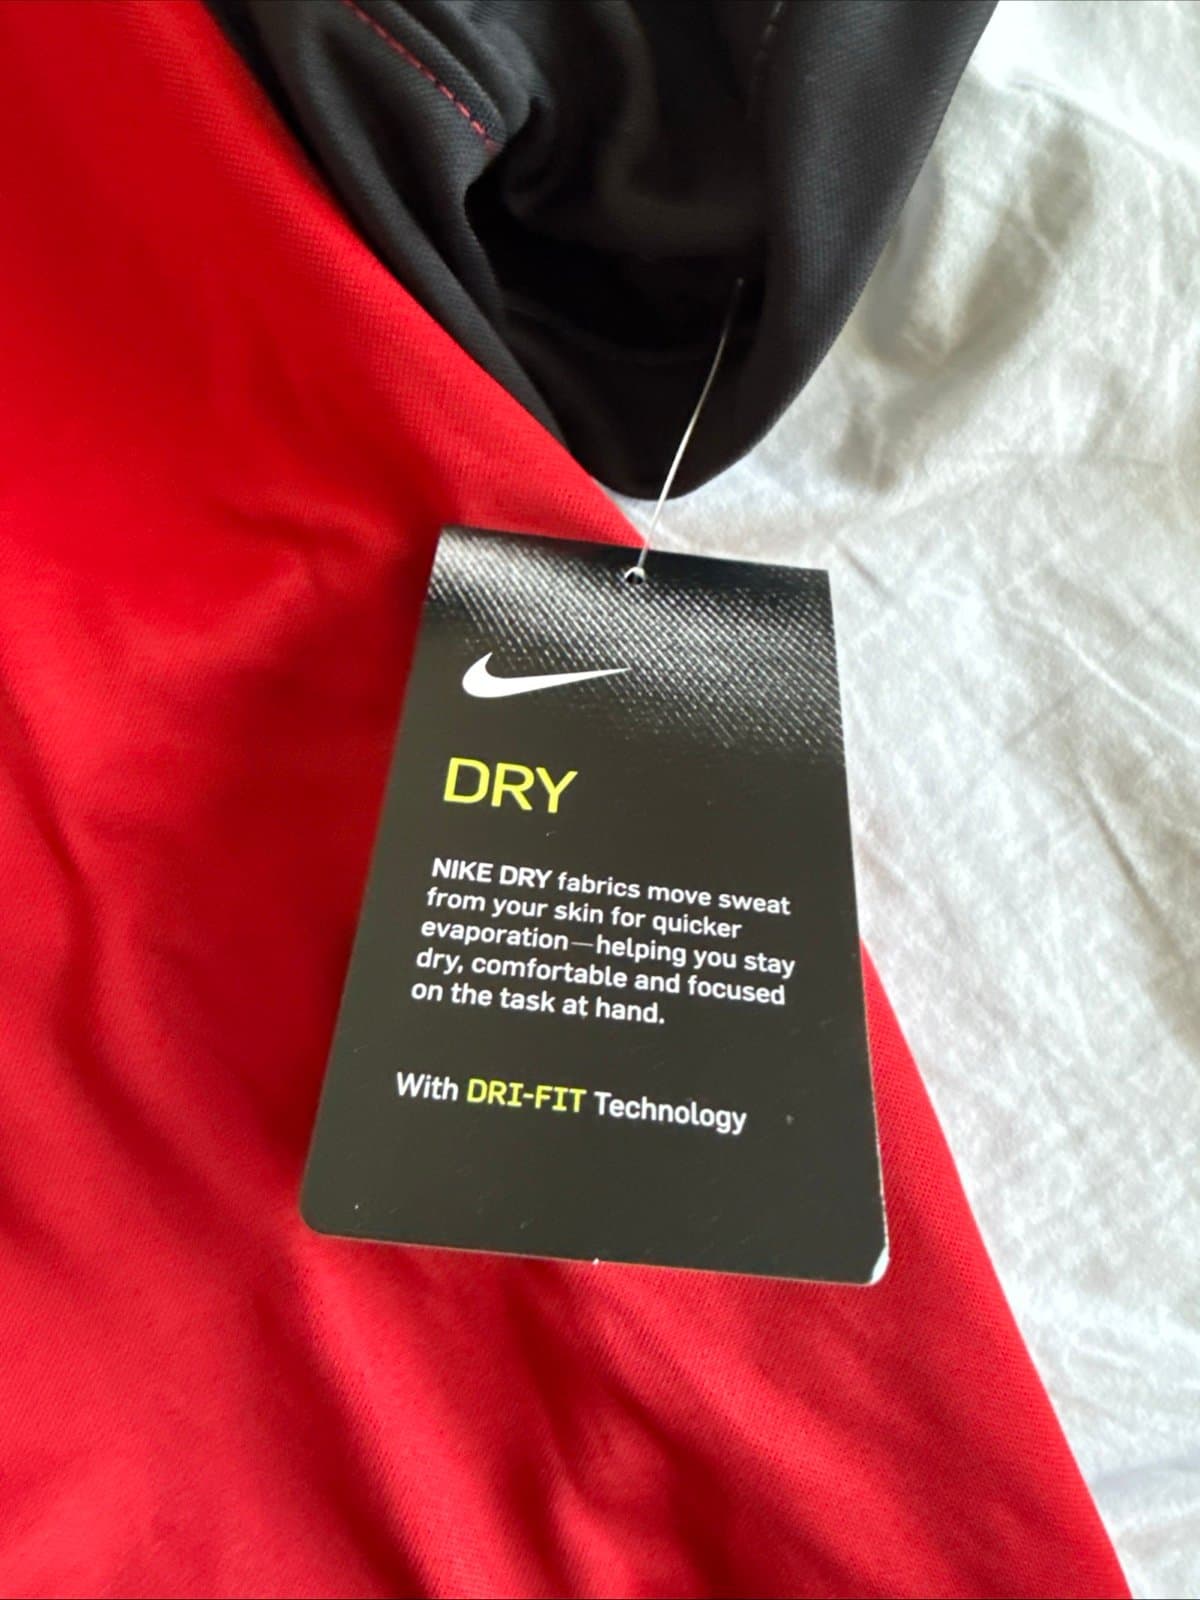 DRY
NIKE DRY fabrics move sweat
from your skin for quicker
evaporation—helping you stay
dry, comfortable and focused
on the task at hand.
With DRI-FIT Technology